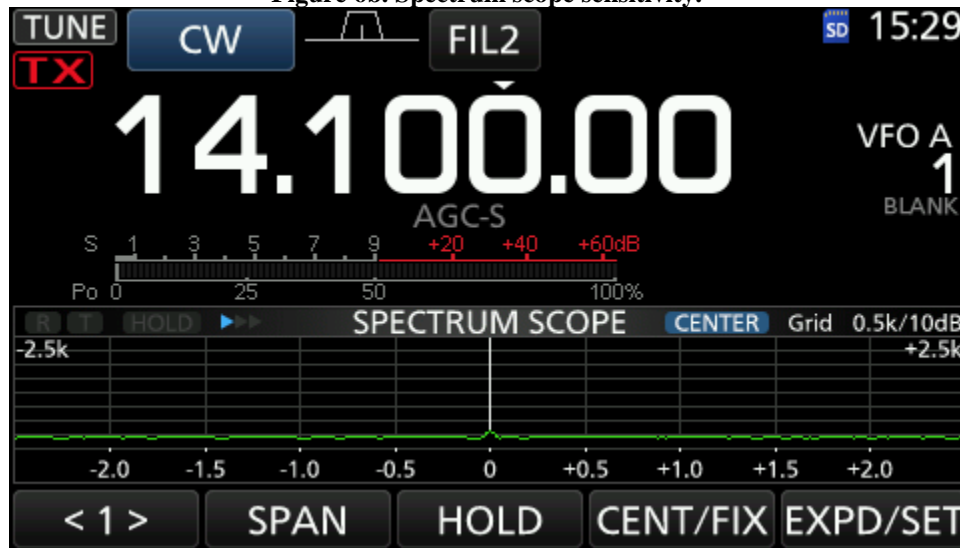 Figure 6b. Spectrum scope sensitivity.
TUNE CW FIL2 SD 15:29
TX
14.100.00 VFO A
1
BLANK
AGC-S
S 1 3 5 7 9 +20 +40 +60dB
Po 0 25 50 100%
R T HOLD SPECTRUM SCOPE CENTER Grid 0.5k/10dB
-2.5k +2.5k
-2.0 -1.5 -1.0 -0.5 0 +0.5 +1.0 +1.5 +2.0
< 1 > SPAN HOLD CENT/FIX EXPD/SET